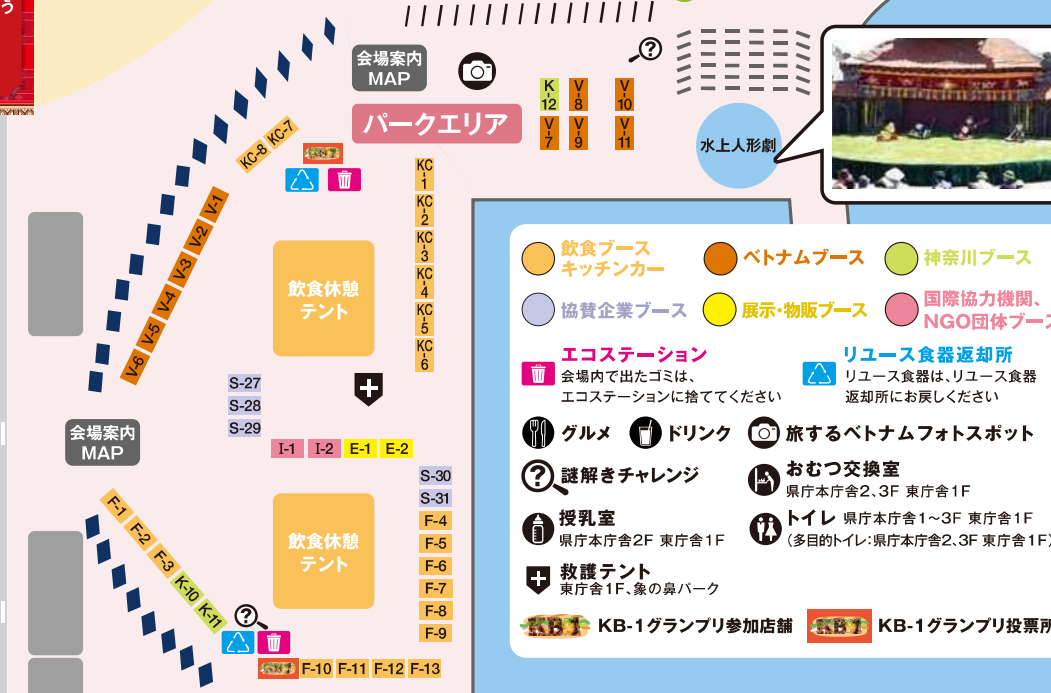 う
会場案内
MAP
パークエリア
K-12
V-8
V-10
V-7
V-9
V-11
水上人形劇
KC-7
KC-8
KC-1
KC-2
KC-3
KC-4
KC-5
KC-6
V-1
V-2
V-3
V-4
V-5
V-6
飲食休憩
テント
S-27
S-28
S-29
会場案内
MAP
I-1
I-2
E-1
E-2
S-30
S-31
F-4
F-5
F-6
F-7
F-8
F-9
飲食休憩
テント
F-1
F-2
F-3
K-10
K-11
KB-1
F-10
F-11
F-12
F-13
飲食ブース
キッチンカー
ベトナムブース
神奈川ブース
協賛企業ブース
展示・物販ブース
国際協力機関、
NGO団体ブース
エコステーション
会場内で出たゴミは、
エコステーションに捨ててください
リユース食器返却所
リユース食器は、リユース食器
返却所にお戻しください
グルメ
ドリンク
旅するベトナムフォトスポット
謎解きチャレンジ
おむつ交換室
県庁本庁舎2、3F 東庁舎1F
授乳室
県庁本庁舎2F 東庁舎1F
トイレ 県庁本庁舎1〜3F 東庁舎1F
(多目的トイレ:県庁本庁舎2、3F 東庁舎1F)
救護テント
東庁舎1F、象の鼻パーク
KB-1
KB-1グランプリ参加店舗
KB-1
KB-1グランプリ投票所